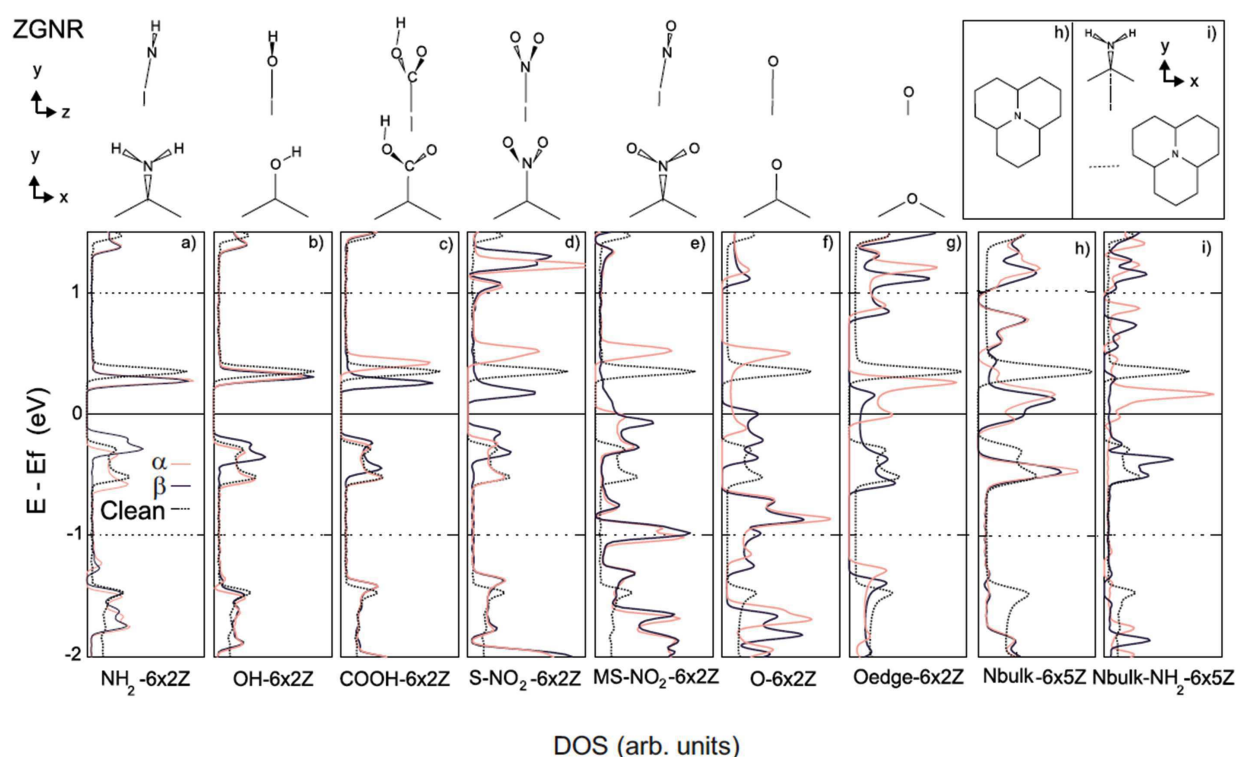 ZGNR
H
N
y
z
H
O
H
O
O
C
O
O
N
O
N
O
O
h)
N
i)
H
H
N
y
x
N
y
x
H
H
N
O
H
H
O
O
C
O
O
N
O
O
N
O
O
a)
b)
c)
d)
e)
f)
g)
h)
i)
1
0
-1
-2
E - Ef (eV)
α
β
Clean
NH2 -6x2Z
OH-6x2Z
COOH-6x2Z
S-NO2-6x2Z
MS-NO2-6x2Z
O-6x2Z
Oedge-6x2Z
Nbulk-6x5Z
Nbulk-NH2-6x5Z
DOS (arb. units)